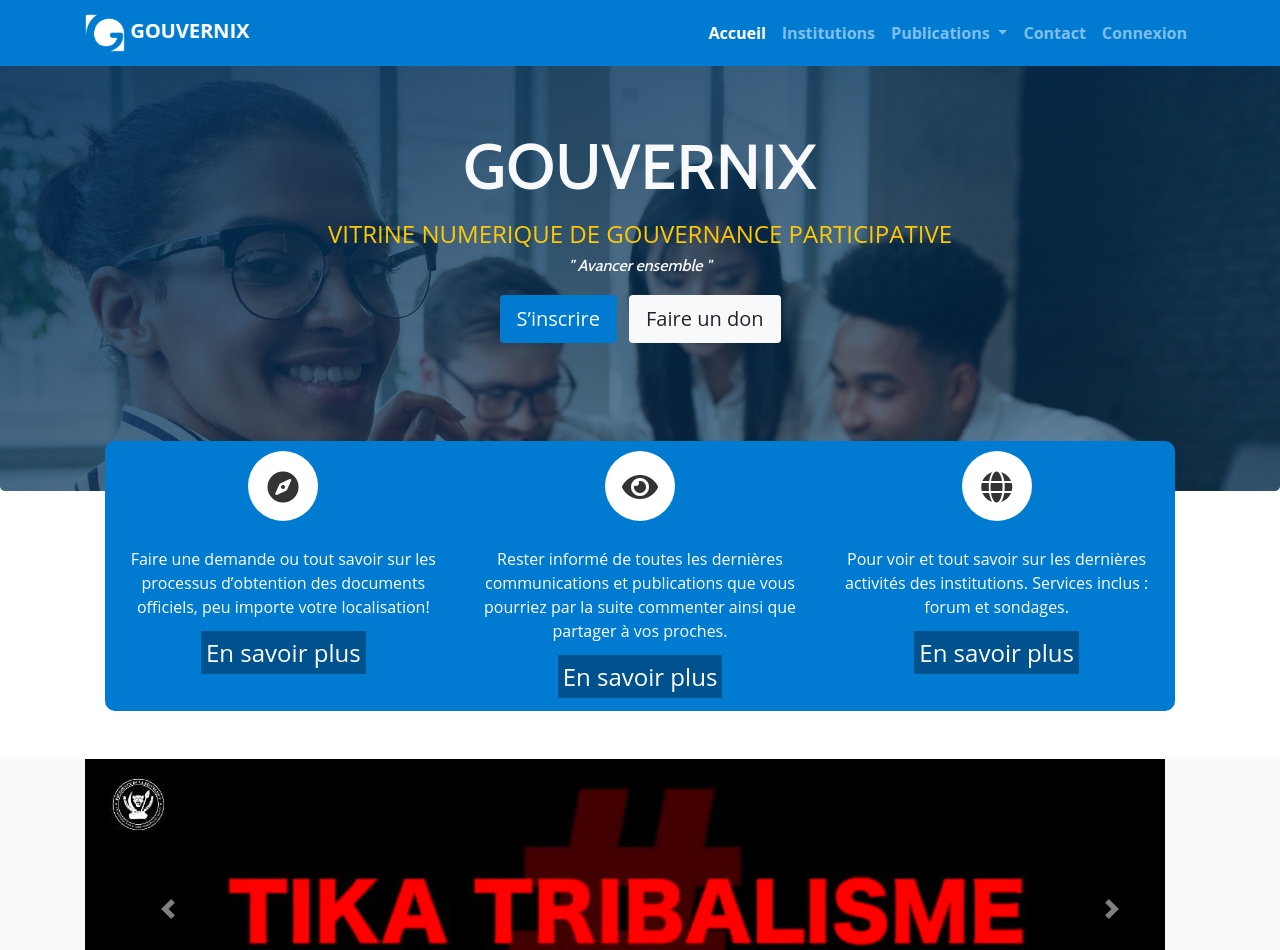 GOUVERNIX
Accueil Institutions Publications Contact Connexion
GOUVERNIX
VITRINE NUMERIQUE DE GOUVERNANCE PARTICIPATIVE
" Avancer ensemble "
S’inscrire Faire un don
Faire une demande ou tout savoir sur les
processus d’obtention des documents
officiels, peu importe votre localisation!
En savoir plus
Rester informé de toutes les dernières
communications et publications que vous
pourriez par la suite commenter ainsi que
partager à vos proches.
En savoir plus
Pour voir et tout savoir sur les dernières
activités des institutions. Services inclus :
forum et sondages.
En savoir plus
#
TIKA TRIBALISME